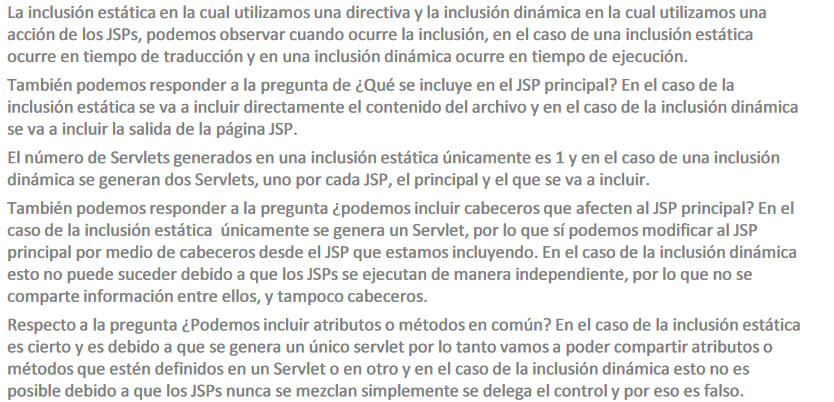 La inclusión estática en la cual utilizamos una directiva y la inclusión dinámica en la cual utilizamos una
acción de los JSPs, podemos observar cuando ocurre la inclusión, en el caso de una inclusión estática
ocurre en tiempo de traducción y en una inclusión dinámica ocurre en tiempo de ejecución.
También podemos responder a la pregunta de ¿Qué se incluye en el JSP principal? En el caso de la
inclusión estática se va a incluir directamente el contenido del archivo y en el caso de la inclusión dinámica
se va a incluir la salida de la página JSP.
El número de Servlets generados en una inclusión estática únicamente es 1 y en el caso de una inclusión
dinámica se generan dos Servlets, uno por cada JSP, el principal y el que se va a incluir.
También podemos responder a la pregunta ¿podemos incluir cabeceros que afecten al JSP principal? En el
caso de la inclusión estática  únicamente se genera un Servlet, por lo que sí podemos modificar al JSP
principal por medio de cabeceros desde el JSP que estamos incluyendo. En el caso de la inclusión dinámica
esto no puede suceder debido a que los JSPs se ejecutan de manera independiente, por lo que no se
comparte información entre ellos, y tampoco cabeceros.
Respecto a la pregunta ¿Podemos incluir atributos o métodos en común? En el caso de la inclusión estática
es cierto y es debido a que se genera un único servlet por lo tanto vamos a poder compartir atributos o
métodos que estén definidos en un Servlet o en otro y en el caso de la inclusión dinámica esto no es
posible debido a que los JSPs nunca se mezclan simplemente se delega el control y por eso es falso.